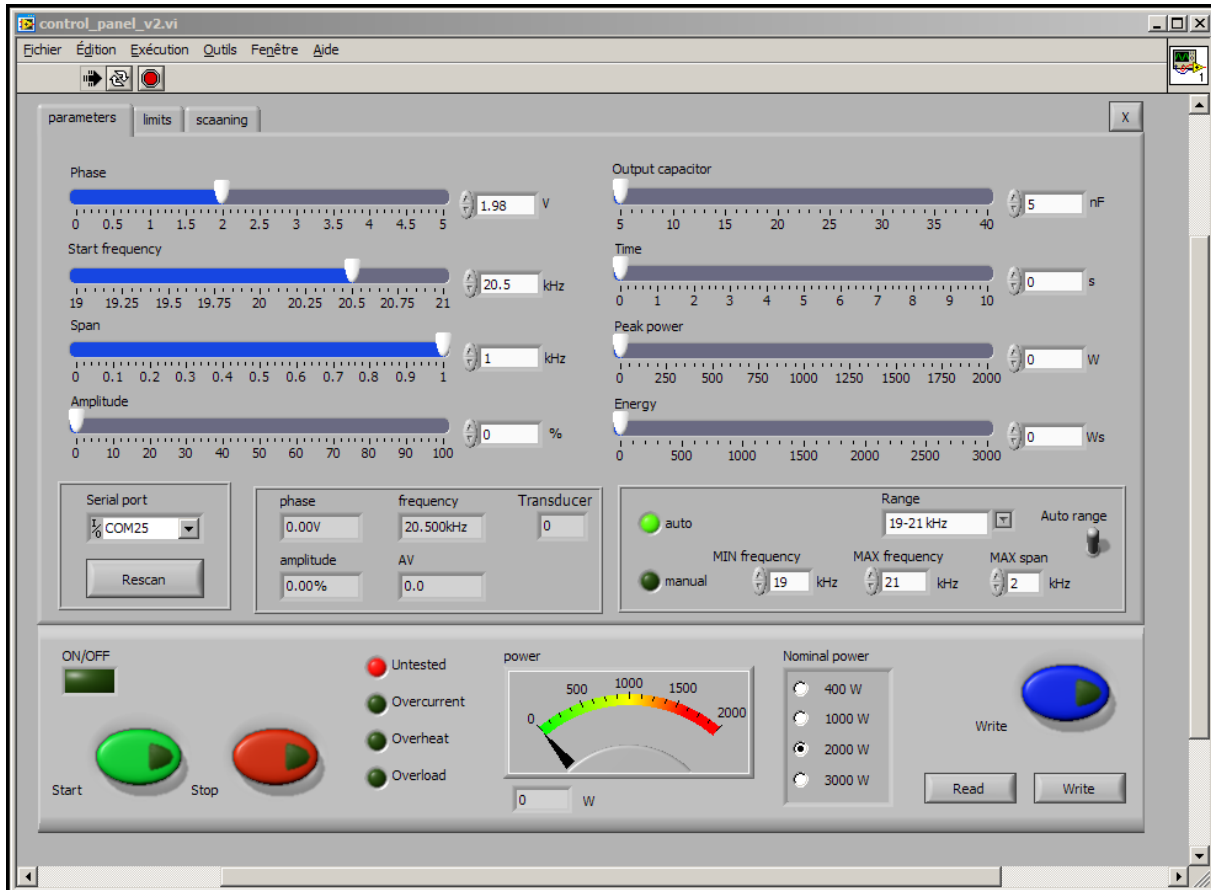 control_panel_v2.vi
Fichier Édition Exécution Outils Fenêtre Aide
1
parameters limits scaaning X
Phase
1.98 V
0 0.5 1 1.5 2 2.5 3 3.5 4 4.5 5
Start frequency
20.5 kHz
19 19.25 19.5 19.75 20 20.25 20.5 20.75 21
Span
1 kHz
0 0.1 0.2 0.3 0.4 0.5 0.6 0.7 0.8 0.9 1
Amplitude
0 %
0 10 20 30 40 50 60 70 80 90 100
Output capacitor
5 nF
5 10 15 20 25 30 35 40
Time
0 s
0 1 2 3 4 5 6 7 8 9 10
Peak power
0 W
0 250 500 750 1000 1250 1500 1750 2000
Energy
0 Ws
0 500 1000 1500 2000 2500 3000
Serial port
I/O COM25
Rescan
phase frequency Transducer
0.00V 20.500kHz 0
amplitude AV
0.00% 0.0
Range
auto 19-21 kHz Auto range
MIN frequency MAX frequency MAX span
manual 19 kHz 21 kHz 2 kHz
ON/OFF
Start Stop
Untested
Overcurrent
Overheat
Overload
power
0 500 1000 1500 2000
0 W
Nominal power
400 W
1000 W
2000 W
3000 W
Write
Read Write